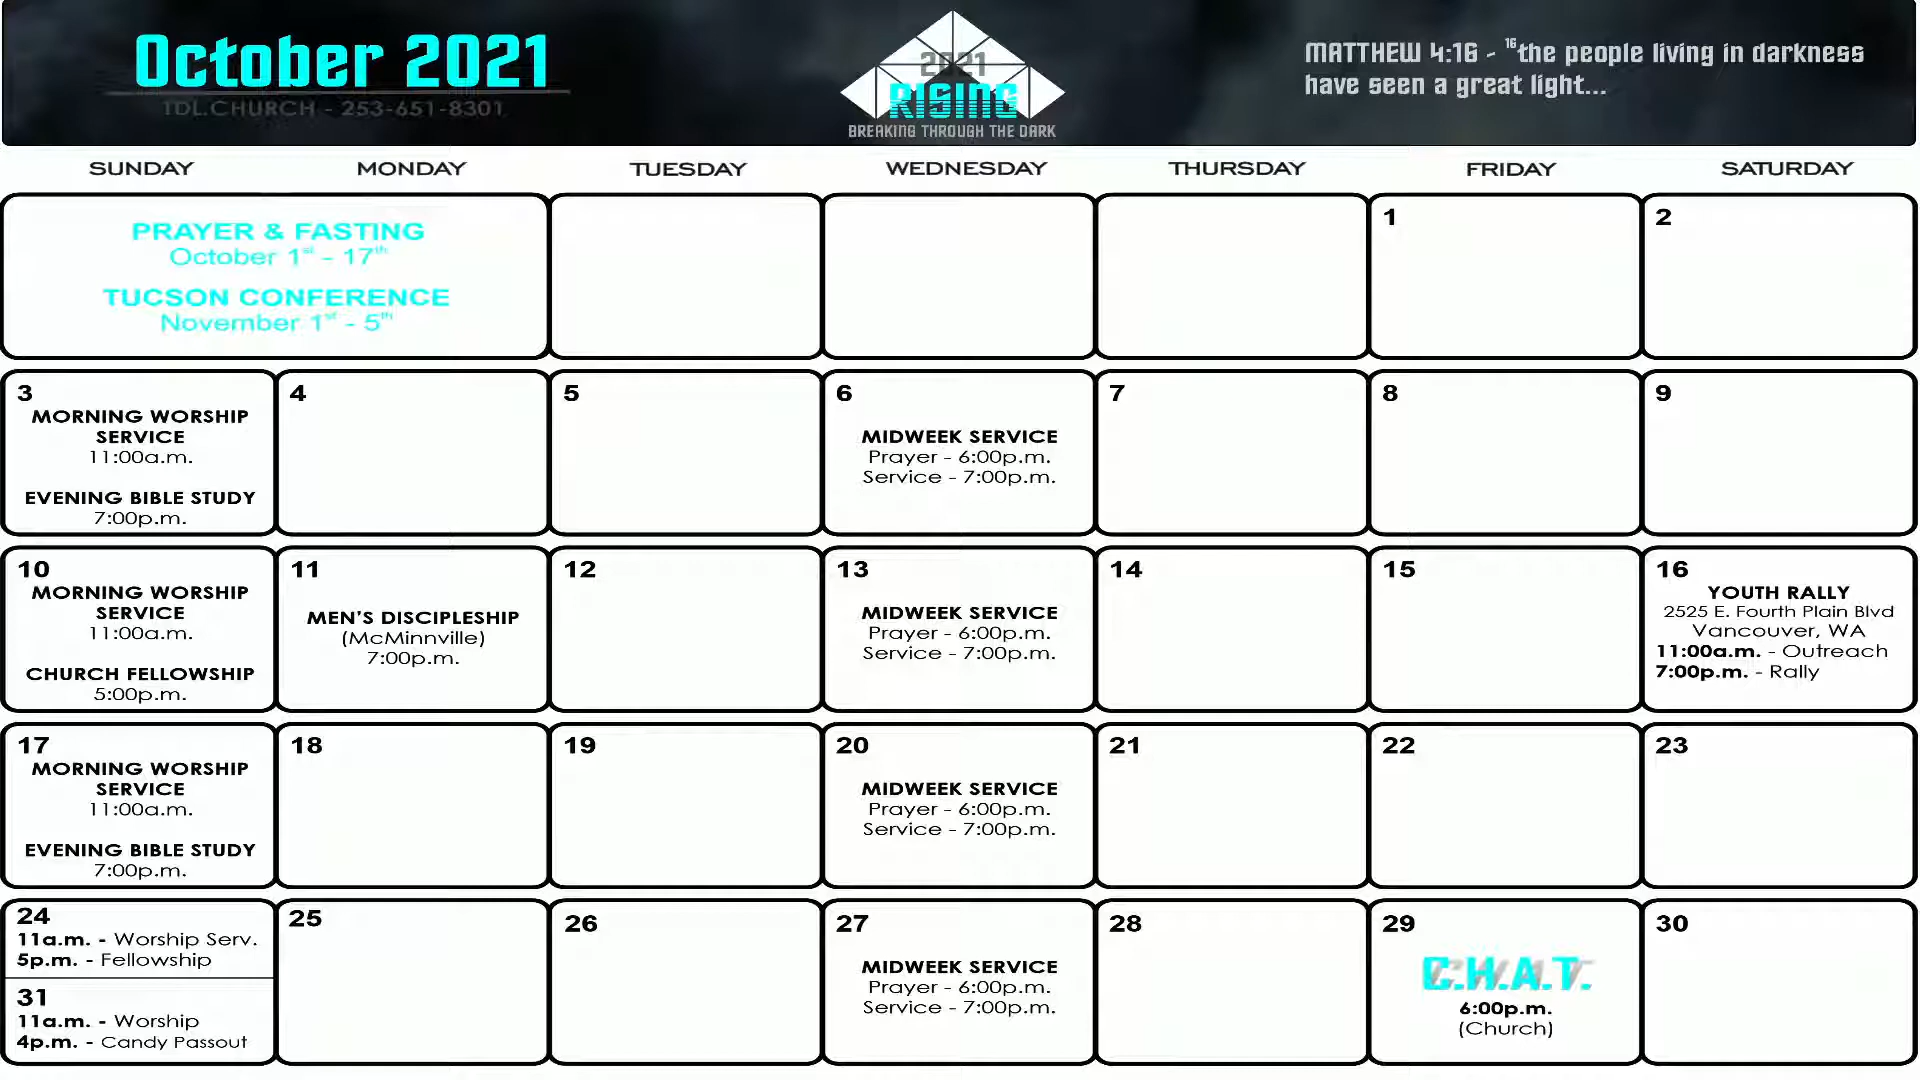 October 2021
TDL.CHURCH - 253-651-8301
2021
RISING
BREAKING THROUGH THE DARK
MATTHEW 4:16 - 16the people living in darkness
have seen a great light...
SUNDAY MONDAY TUESDAY WEDNESDAY THURSDAY FRIDAY SATURDAY
PRAYER & FASTING
October 1st - 17th
TUCSON CONFERENCE
November 1st - 5th
1
2
3
MORNING WORSHIP
SERVICE
11:00a.m.
EVENING BIBLE STUDY
7:00p.m.
4
5
6
MIDWEEK SERVICE
Prayer - 6:00p.m.
Service - 7:00p.m.
7
8
9
10
MORNING WORSHIP
SERVICE
11:00a.m.
CHURCH FELLOWSHIP
5:00p.m.
11
MEN'S DISCIPLESHIP
(McMinnville)
7:00p.m.
12
13
MIDWEEK SERVICE
Prayer - 6:00p.m.
Service - 7:00p.m.
14
15
16
YOUTH RALLY
2525 E. Fourth Plain Blvd
Vancouver, WA
11:00a.m. - Outreach
7:00p.m. - Rally
17
MORNING WORSHIP
SERVICE
11:00a.m.
EVENING BIBLE STUDY
7:00p.m.
18
19
20
MIDWEEK SERVICE
Prayer - 6:00p.m.
Service - 7:00p.m.
21
22
23
24
11a.m. - Worship Serv.
5p.m. - Fellowship
31
11a.m. - Worship
4p.m. - Candy Passout
25
26
27
MIDWEEK SERVICE
Prayer - 6:00p.m.
Service - 7:00p.m.
28
29
C.H.A.T.
6:00p.m.
(Church)
30